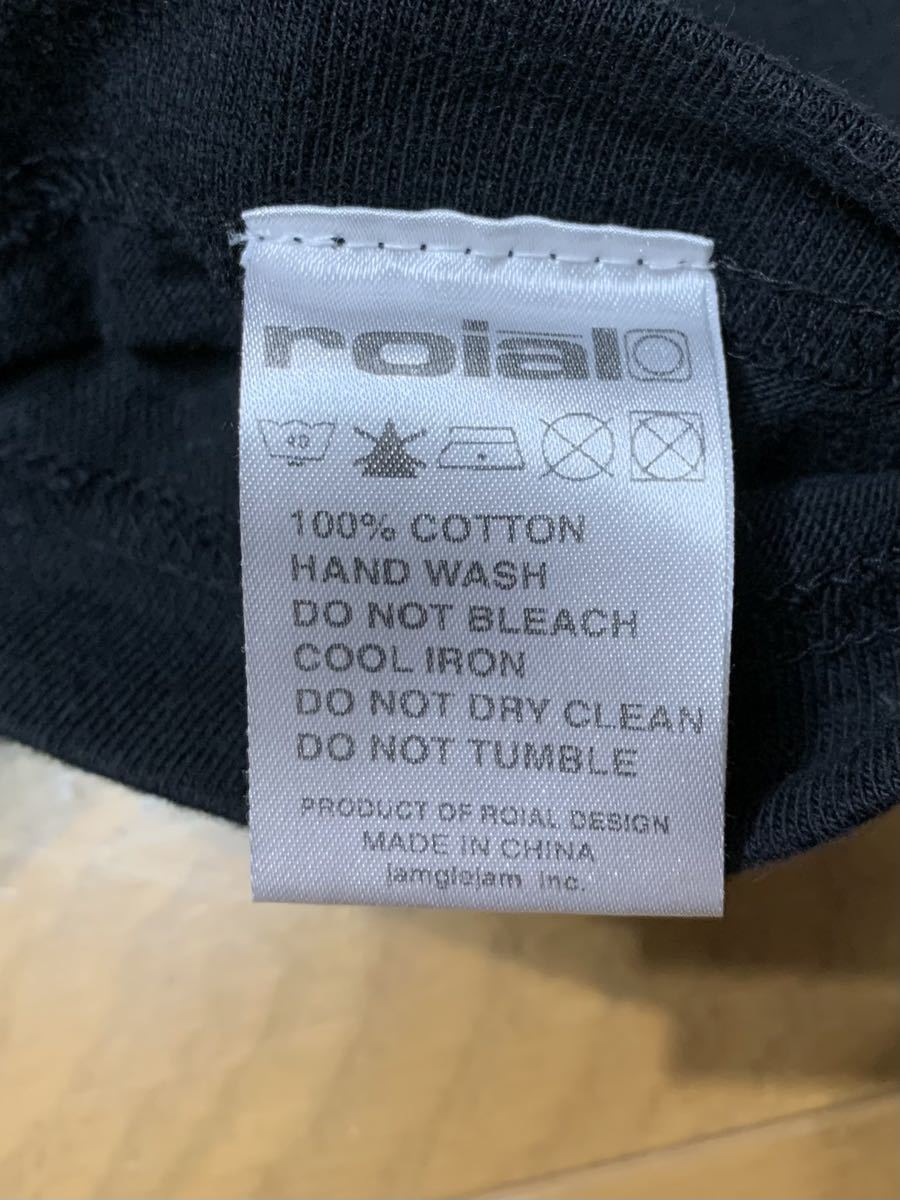 roial
40
100% COTTON
HAND WASH
DO NOT BLEACH
COOL IRON
DO NOT DRY CLEAN
DO NOT TUMBLE
PRODUCT OF ROIAL DESIGN
MADE IN CHINA
jamglejam inc.